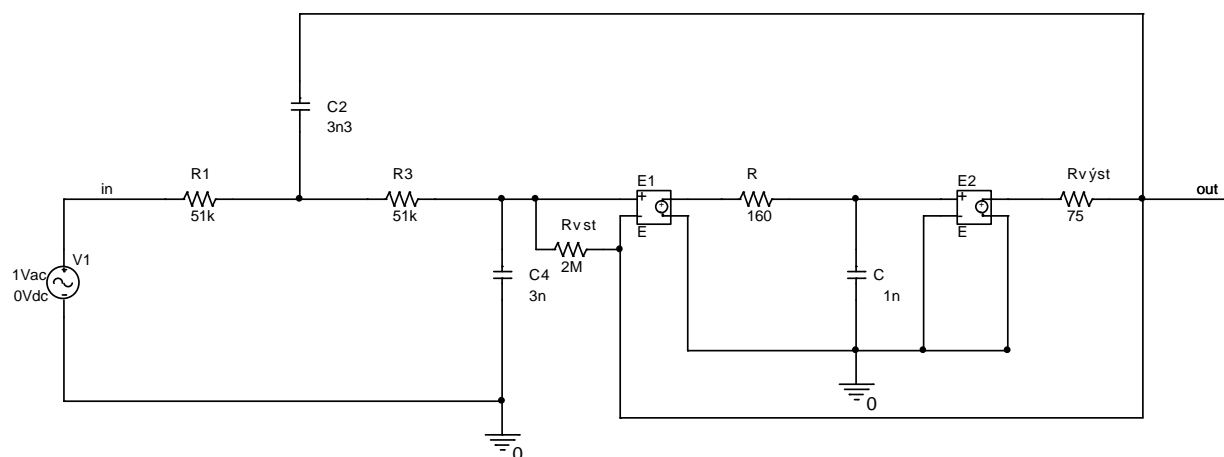 C2
3n3
R1
51k
R3
51k
in
E1
+
-
+
E
R
160
E2
+
-
+
E
Rvýst
75
out
Rvst
2M
V1
1Vac
0Vdc
+
-
C4
3n
C
1n
0
0